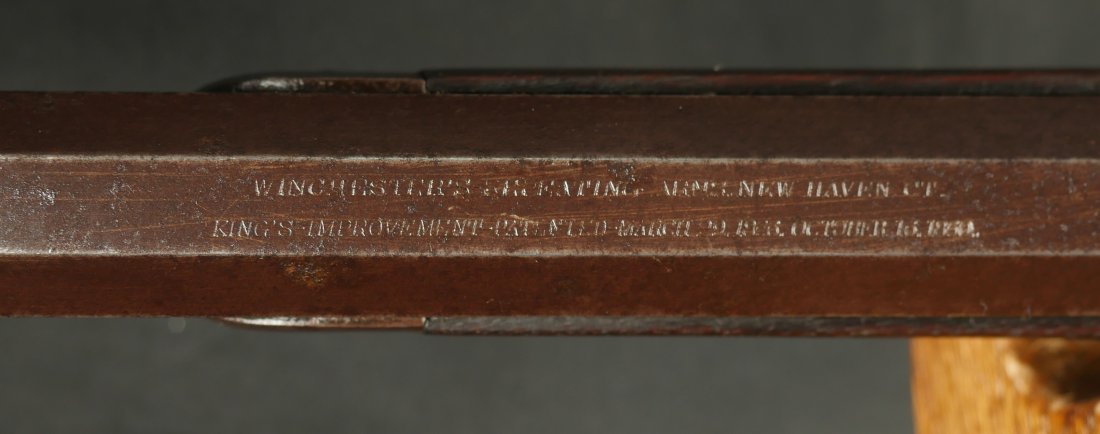 WINCHESTER'S REPEATING ARMS. NEW HAVEN. CT.
KING'S-IMPROVEMENT-PATENTED-MARCH 29, 1866. OCTOBER 16, 1860.